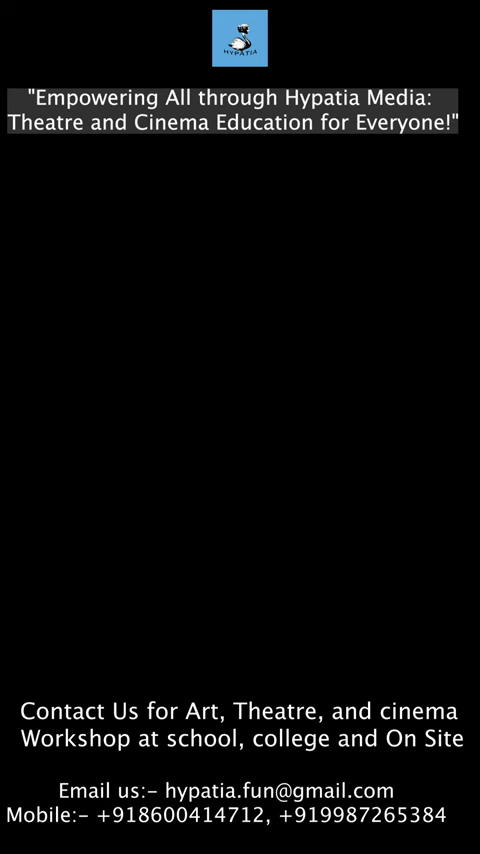 HYPATIA
"Empowering All through Hypatia Media:
Theatre and Cinema Education for Everyone!"
Contact Us for Art, Theatre, and cinema
Workshop at school, college and On Site
Email us:- hypatia.fun@gmail.com
Mobile:- +918600414712, +919987265384